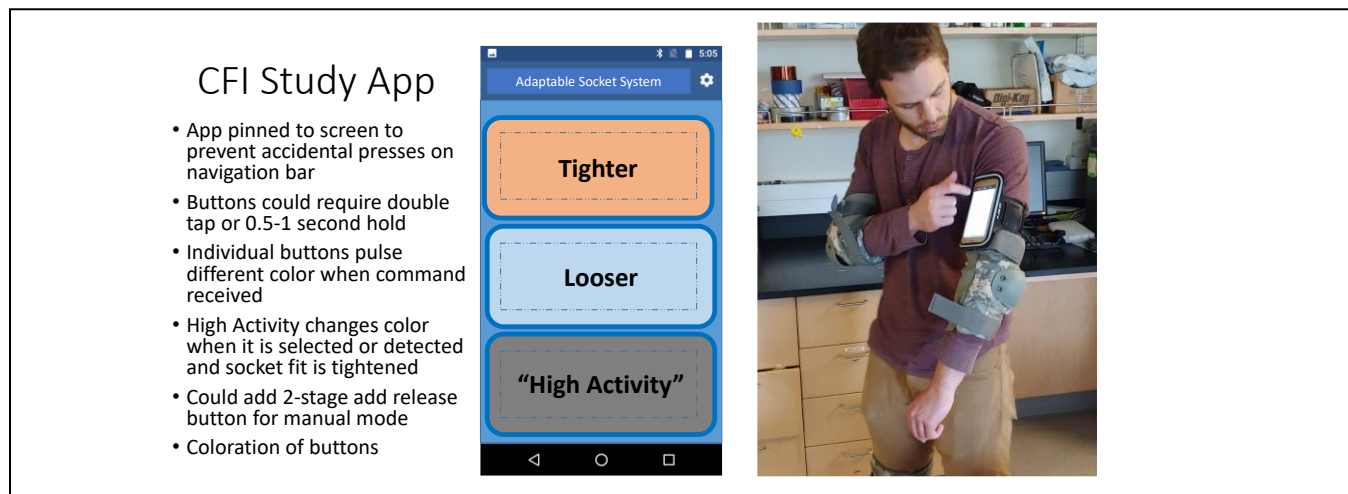 CFI Study App
• App pinned to screen to
prevent accidental presses on
navigation bar
• Buttons could require double
tap or 0.5-1 second hold
• Individual buttons pulse
different color when command
received
• High Activity changes color
when it is selected or detected
and socket fit is tightened
• Could add 2-stage add release
button for manual mode
• Coloration of buttons
5:05
Adaptable Socket System
Tighter
Looser
“High Activity”
Digi-Key